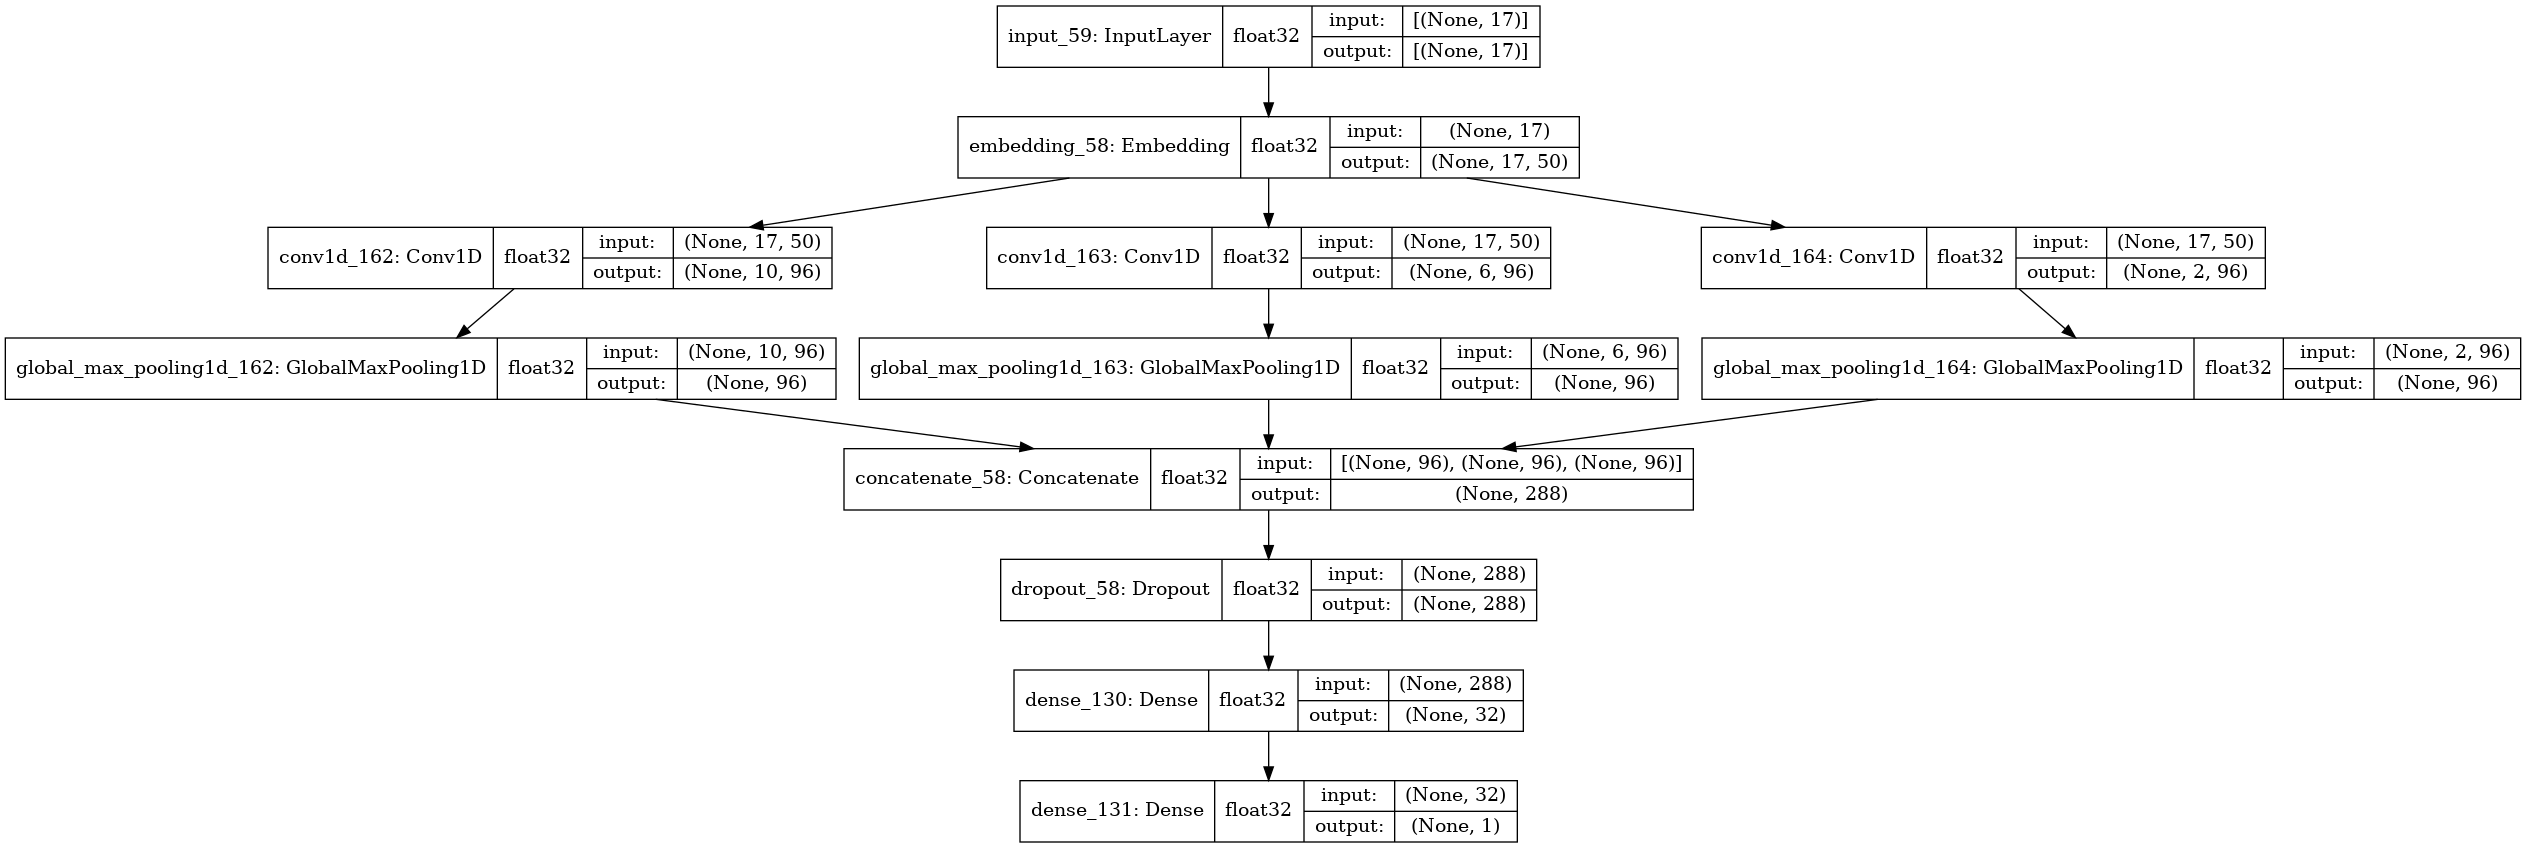 input_59: InputLayer float32 input: [(None, 17)]
output: [(None, 17)]
embedding_58: Embedding float32 input: (None, 17)
output: (None, 17, 50)
conv1d_162: Conv1D float32 input: (None, 17, 50)
output: (None, 10, 96)
conv1d_163: Conv1D float32 input: (None, 17, 50)
output: (None, 6, 96)
conv1d_164: Conv1D float32 input: (None, 17, 50)
output: (None, 2, 96)
global_max_pooling1d_162: GlobalMaxPooling1D float32 input: (None, 10, 96)
output: (None, 96)
global_max_pooling1d_163: GlobalMaxPooling1D float32 input: (None, 6, 96)
output: (None, 96)
global_max_pooling1d_164: GlobalMaxPooling1D float32 input: (None, 2, 96)
output: (None, 96)
concatenate_58: Concatenate float32 input: [(None, 96), (None, 96), (None, 96)]
output: (None, 288)
dropout_58: Dropout float32 input: (None, 288)
output: (None, 288)
dense_130: Dense float32 input: (None, 288)
output: (None, 32)
dense_131: Dense float32 input: (None, 32)
output: (None, 1)